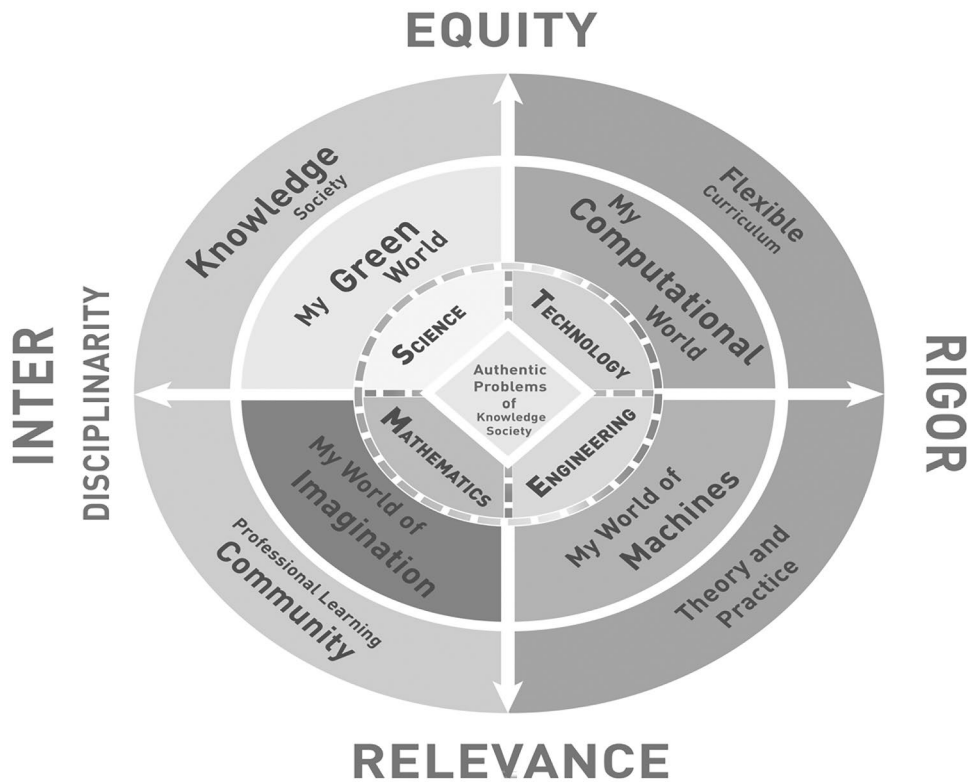 EQUITY
Knowledge
Society
Flexible
Curriculum
My Green
World
My
Computational
World
SCIENCE
TECHNOLOGY
INTER
DISCIPLINARITY
Authentic
Problems
of
Knowledge
Society
RIGOR
MATHEMATICS
ENGINEERING
My World of
Imagination
My World of
Machines
Professional Learning
Community
Theory and
Practice
RELEVANCE